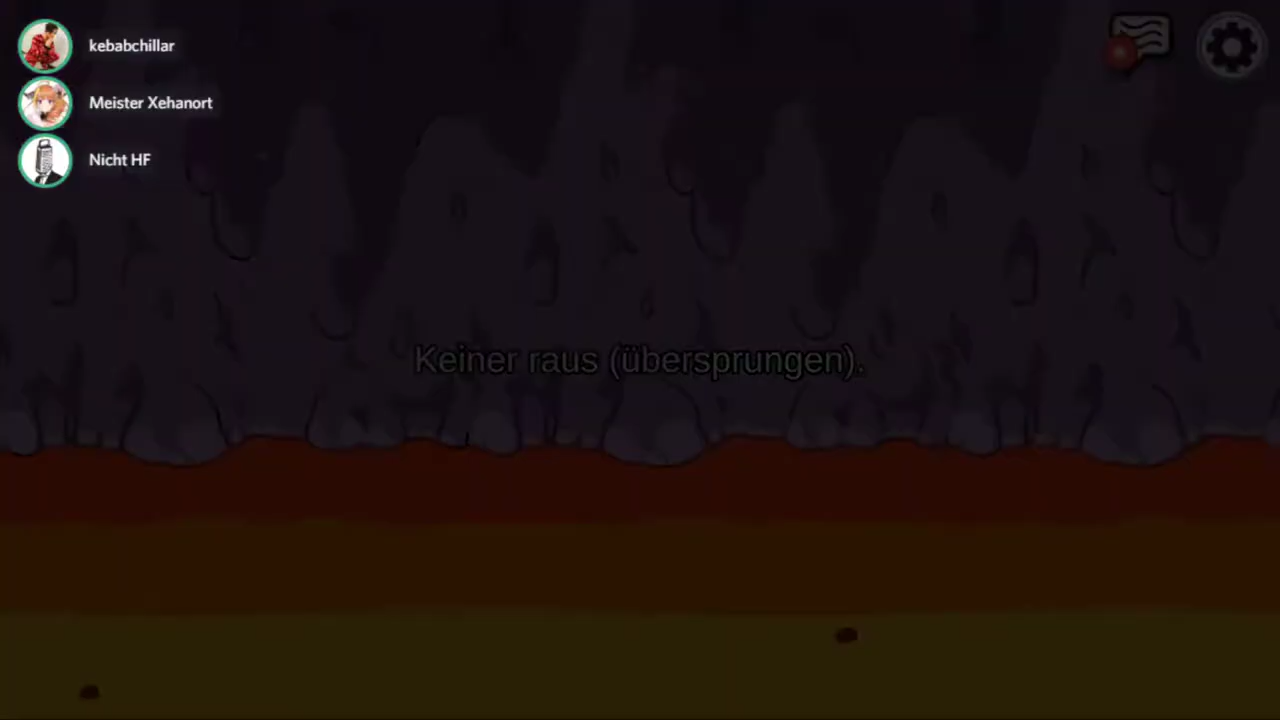 kebabchillar
Meister Xehanort
Nicht HF
Keiner raus (übersprungen).